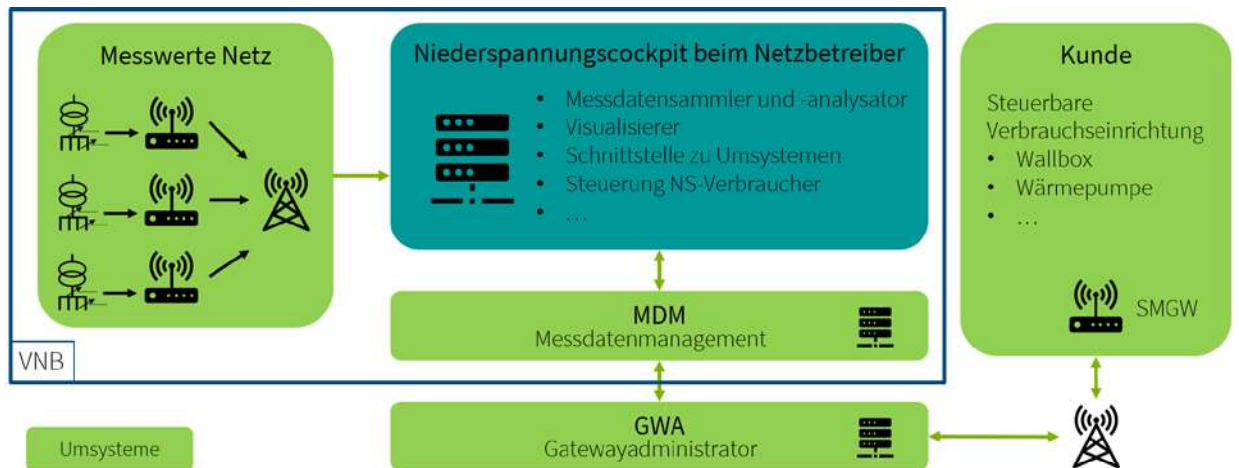 Messwerte Netz
Niederspannungscockpit beim Netzbetreiber
• Messdatensammler und -analysator
• Visualisierer
• Schnittstelle zu Umsystemen
• Steuerung NS-Verbraucher
• …
Kunde
Steuerbare
Verbrauchseinrichtung
• Wallbox
• Wärmepumpe
• …
SMGW
MDM
Messdatenmanagement
VNB
GWA
Gatewayadministrator
Umsysteme